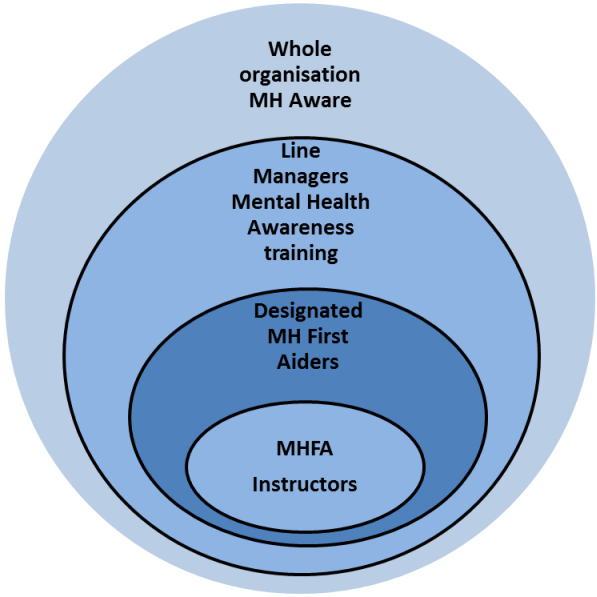 Whole
organisation
MH Aware
Line
Managers
Mental Health
Awareness
training
Designated
MH First
Aiders
MHFA
Instructors